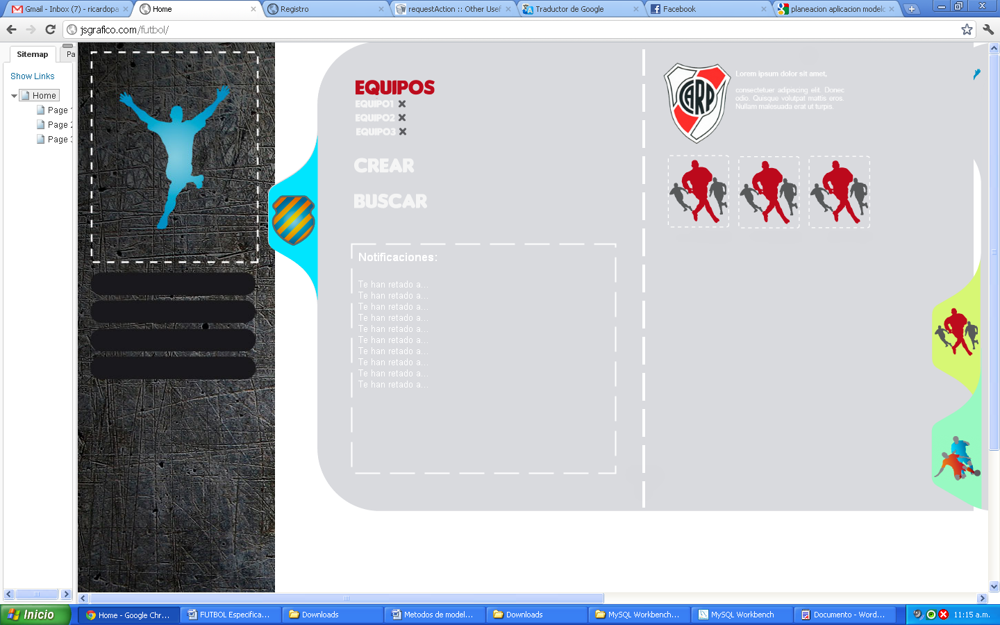 Gmail - Inbox (7) - ricardopa
Home
Registro
requestAction :: Other Usef
Traductor de Google
Facebook
planeacion aplicacion modelo
jsgrafico.com/futbol/
Sitemap
Pa
Show Links
Home
Page 1
Page 2
Page 3
EQUIPOS
EQUIPO1
EQUIPO2
EQUIPO3
CREAR
BUSCAR
Notificaciones:
Te han retado a...
Te han retado a...
Te han retado a...
Te han retado a...
Te han retado a...
Te han retado a...
Te han retado a...
Te han retado a...
Te han retado a...
Te han retado a...
CARP
Lorem ipsum dolor sit amet,
consectetuer adipiscing elit. Donec
odio. Quisque volutpat mattis eros.
Nullam malesuada erat ut turpis.
Inicio
Home - Google Chr...
FUTBOL Especifica...
Downloads
Metodos de model...
Downloads
MySQL Workbench...
MySQL Workbench
Documento - Word...
11:15 a.m.